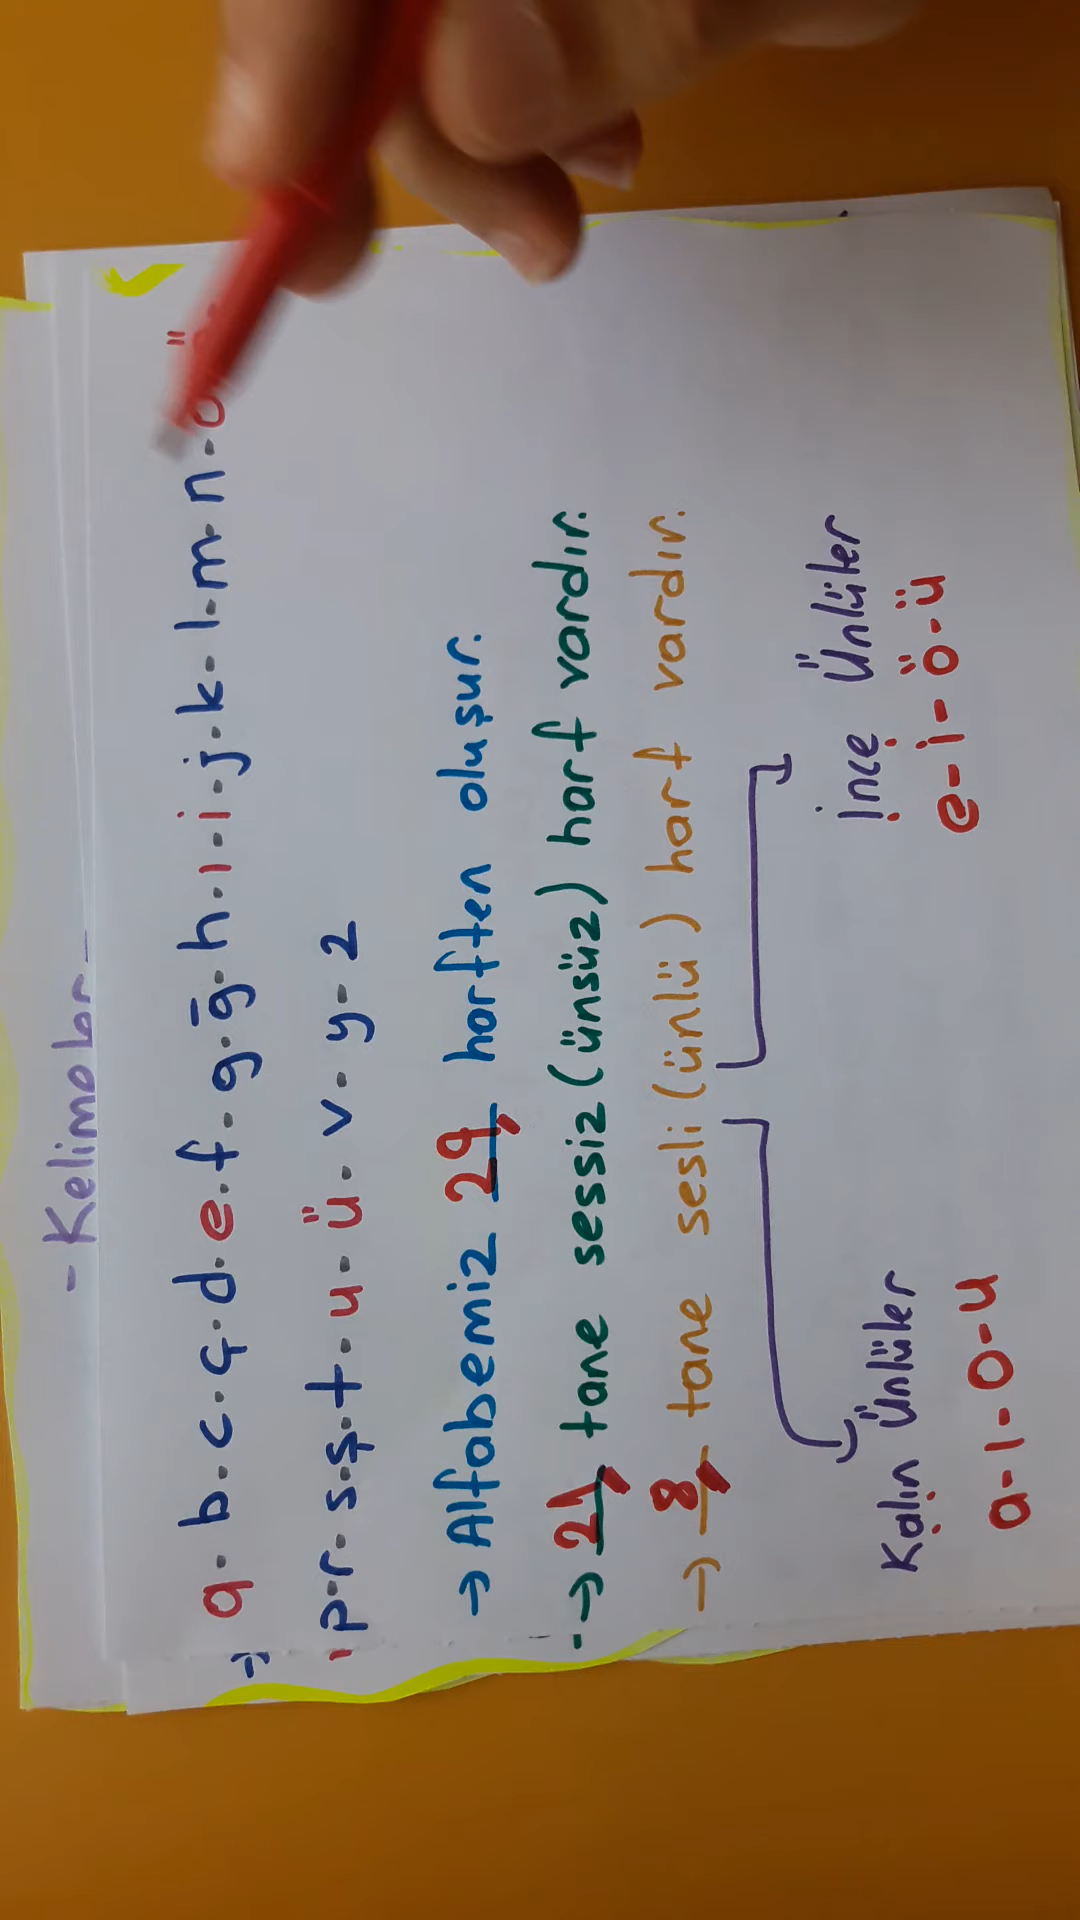 - Kelimeler -
→ a. b. c. ç. d. e. f. g. ğ. h. ı. i. j. k. l. m. n. o. ö
- p. r. s. ş. t. u. ü. v. y. z
→ Alfabemiz 29 harften oluşur.
-→ 21 tane sessiz (ünsüz) harf vardır.
→ 8 tane sesli (ünlü) harf vardır.
Kalın Ünlüler İnce Ünlüler
a-ı-o-u e-i-ö-ü